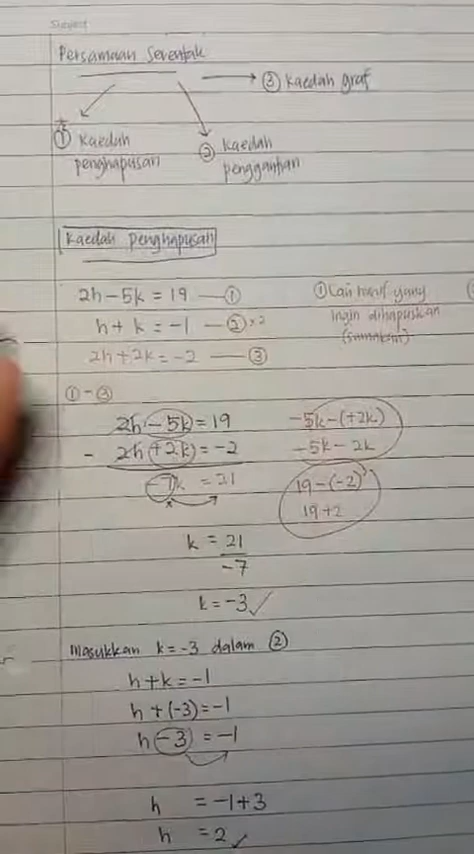 Subject
Persamaan Serentak
③ Kaedah graf
① Kaedah
penghapusan
② Kaedah
penggantian
Kaedah Penghapusan
2h - 5k = 19 — ①
h + k = -1 — ② ×2
2h + 2k = -2 — ③
① Cari huruf yang
ingin dihapuskan
(samakan)
① - ③
2h - 5k = 19
- 2h + 2k = -2
-7k = 21
-5k - (+2k)
-5k - 2k
19 - (-2)
19 + 2
k = 21
-7
k = -3 ✓
Masukkan k = -3 dalam ②
h + k = -1
h + (-3) = -1
h - 3 = -1
h = -1 + 3
h = 2 ✓